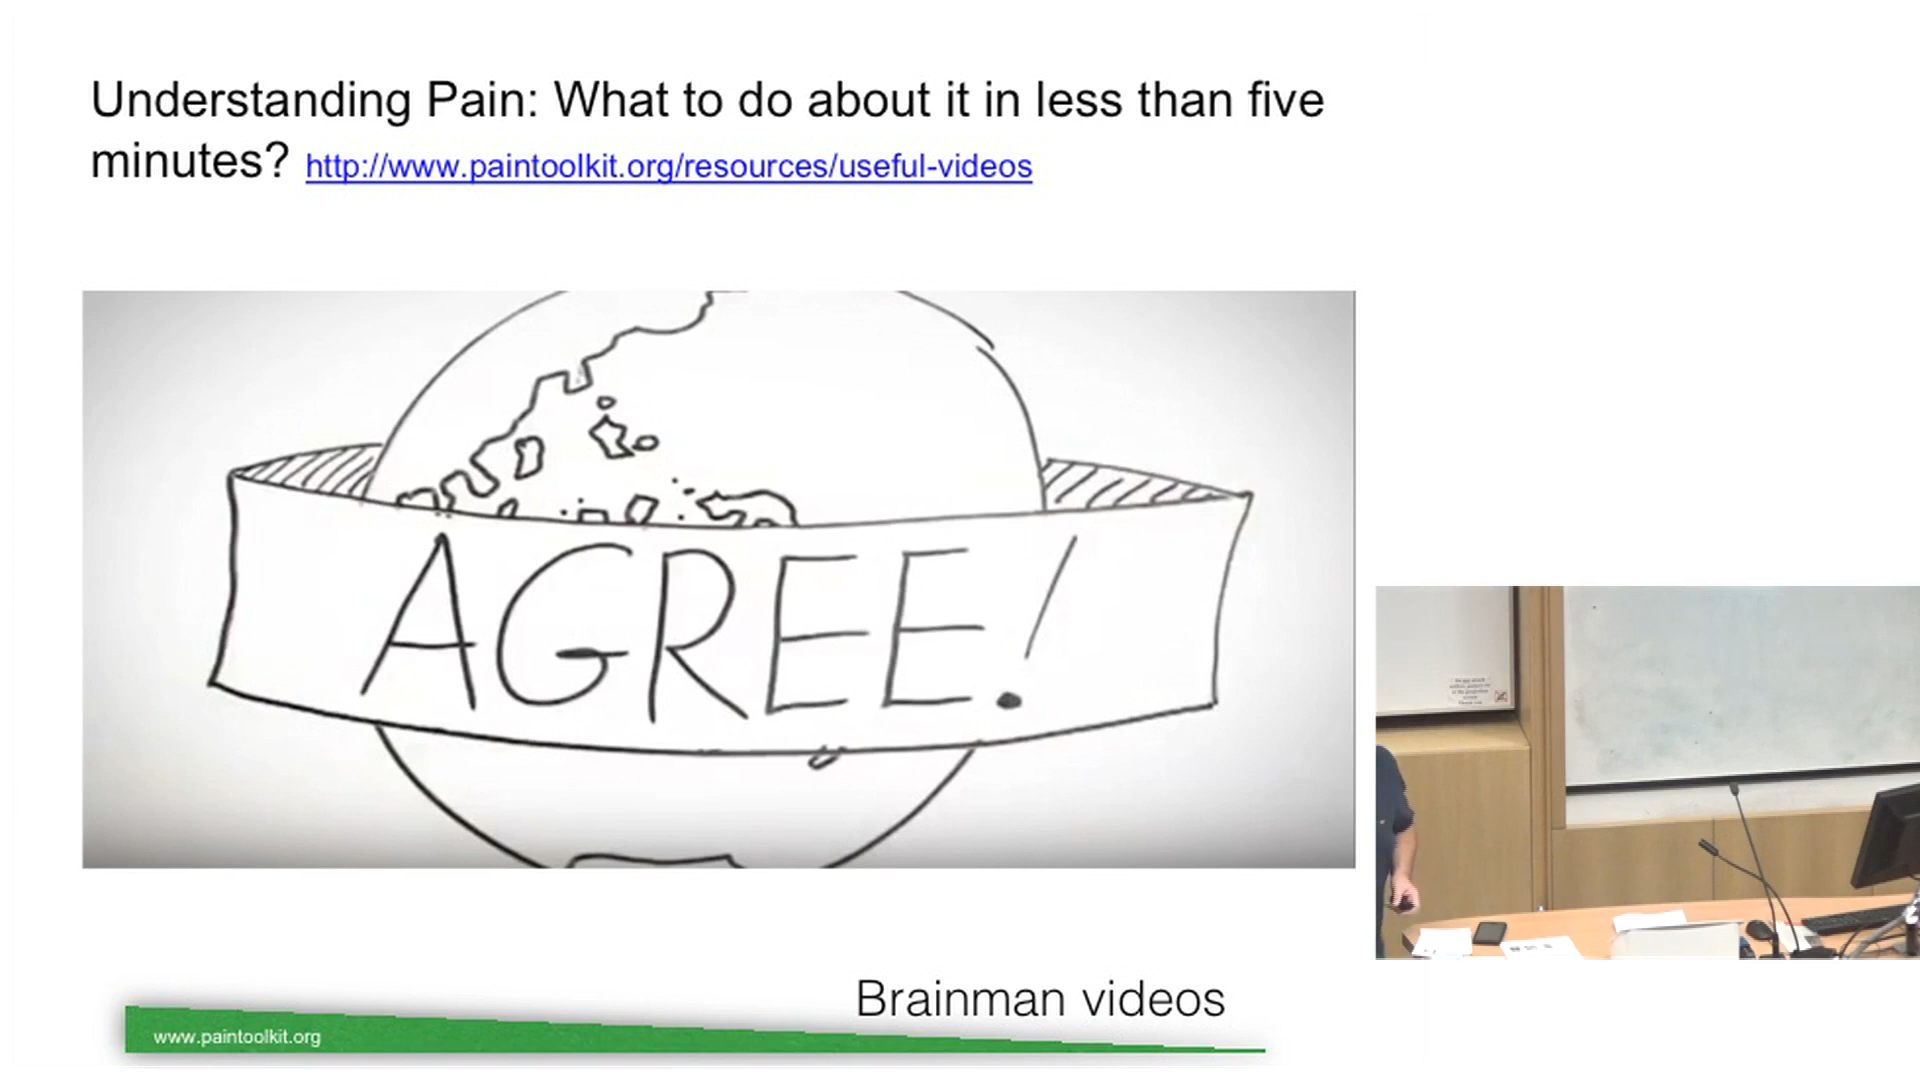 Understanding Pain: What to do about it in less than five
minutes? http://www.paintoolkit.org/resources/useful-videos
AGREE!
Brainman videos
www.paintoolkit.org